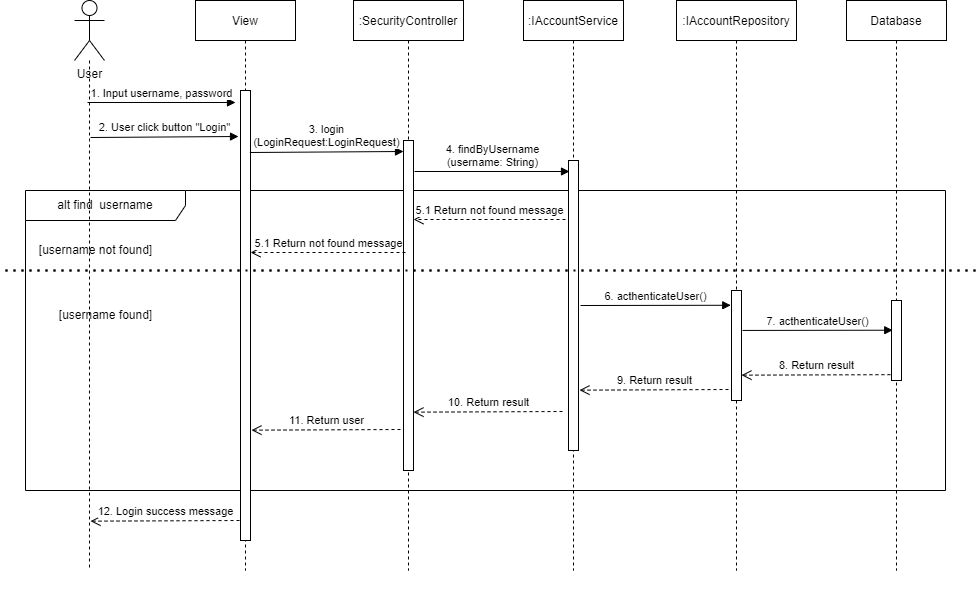 View
:SecurityController
:IAccountService
:IAccountRepository
Database
User
1. Input username, password
2. User click button "Login"
3. login
(LoginRequest:LoginRequest)
4. findByUsername
(username: String)
alt find  username
5.1 Return not found message
5.1 Return not found message
[username not found]
6. acthenticateUser()
[username found]
7. acthenticateUser()
8. Return result
9. Return result
10. Return result
11. Return user
12. Login success message